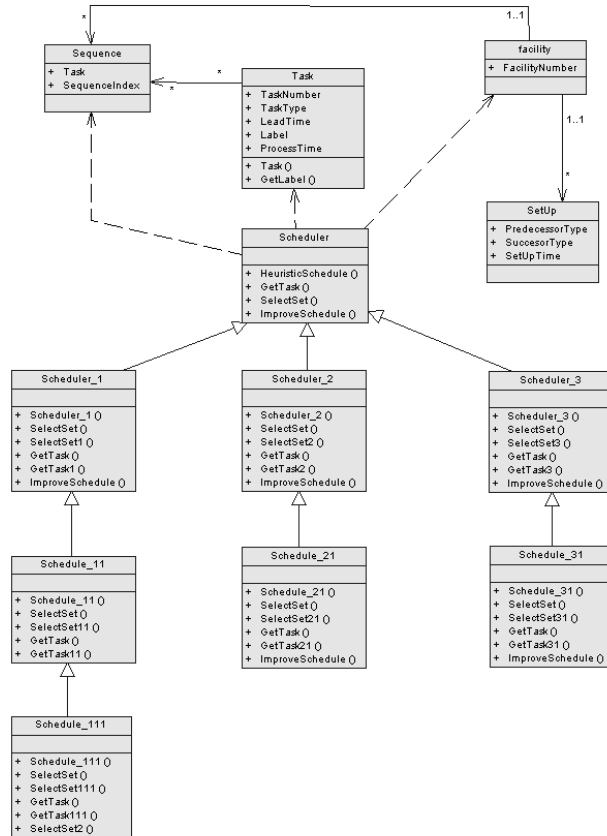 *
1..1
Sequence
+ Task
+ SequenceIndex
*
*
Task
+ TaskNumber
+ TaskType
+ LeadTime
+ Label
+ ProcessTime
+ Task ()
+ GetLabel ()
facility
+ FacilityNumber
1..1
*
SetUp
+ PredecessorType
+ SuccesorType
+ SetUpTime
Scheduler
+ HeuristicSchedule ()
+ GetTask ()
+ SelectSet ()
+ ImproveSchedule ()
Scheduler_1
+ Scheduler_1 ()
+ SelectSet ()
+ SelectSet1 ()
+ GetTask ()
+ GetTask1 ()
+ ImproveSchedule ()
Scheduler_2
+ Scheduler_2 ()
+ SelectSet ()
+ SelectSet2 ()
+ GetTask ()
+ GetTask2 ()
+ ImproveSchedule ()
Scheduler_3
+ Scheduler_3 ()
+ SelectSet ()
+ SelectSet3 ()
+ GetTask ()
+ GetTask3 ()
+ ImproveSchedule ()
Schedule_11
+ Schedule_11 ()
+ SelectSet ()
+ SelectSet11 ()
+ GetTask ()
+ GetTask11 ()
Schedule_21
+ Schedule_21 ()
+ SelectSet ()
+ SelectSet21 ()
+ GetTask ()
+ GetTask21 ()
+ ImproveSchedule ()
Schedule_31
+ Schedule_31 ()
+ SelectSet ()
+ SelectSet31 ()
+ GetTask ()
+ GetTask31 ()
+ ImproveSchedule ()
Schedule_111
+ Schedule_111 ()
+ SelectSet ()
+ SelectSet111 ()
+ GetTask ()
+ GetTask111 ()
+ SelectSet2 ()